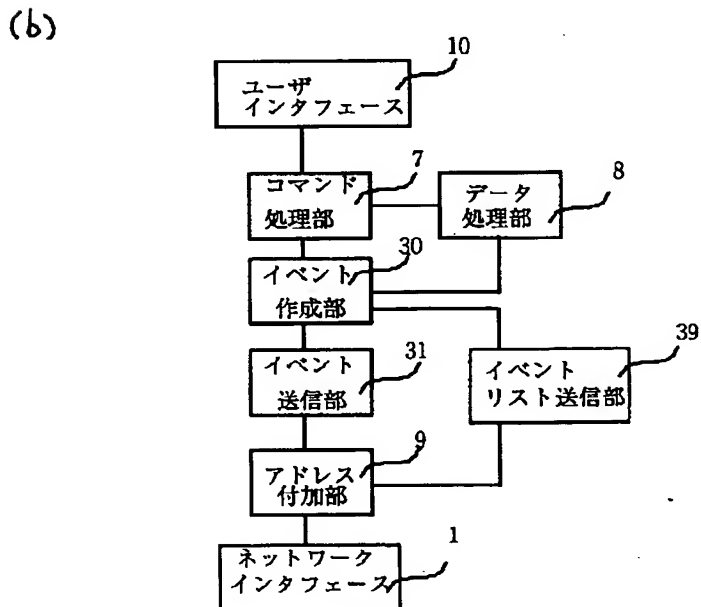 (b)
10
ユーザ
インタフェース
7
コマンド
処理部
8
データ
処理部
30
イベント
作成部
31
イベント
送信部
39
イベント
リスト送信部
9
アドレス
付加部
1
ネットワーク
インタフェース